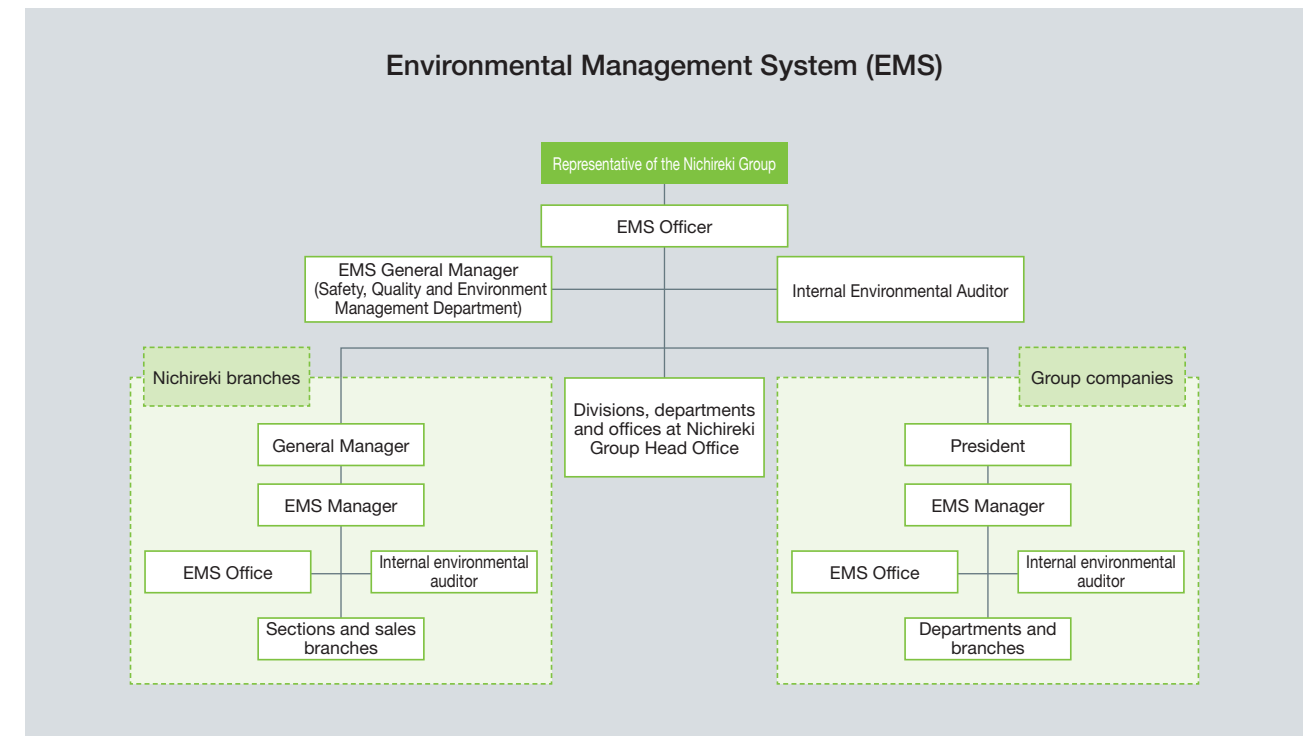 Environmental Management System (EMS)
Representative of the Nichireki Group
EMS Officer
EMS General Manager
(Safety, Quality and Environment
Management Department)
Internal Environmental Auditor
Nichireki branches
General Manager
EMS Manager
EMS Office
Internal environmental
auditor
Sections and sales
branches
Divisions, departments
and offices at Nichireki
Group Head Office
Group companies
President
EMS Manager
EMS Office
Internal environmental
auditor
Departments and
branches